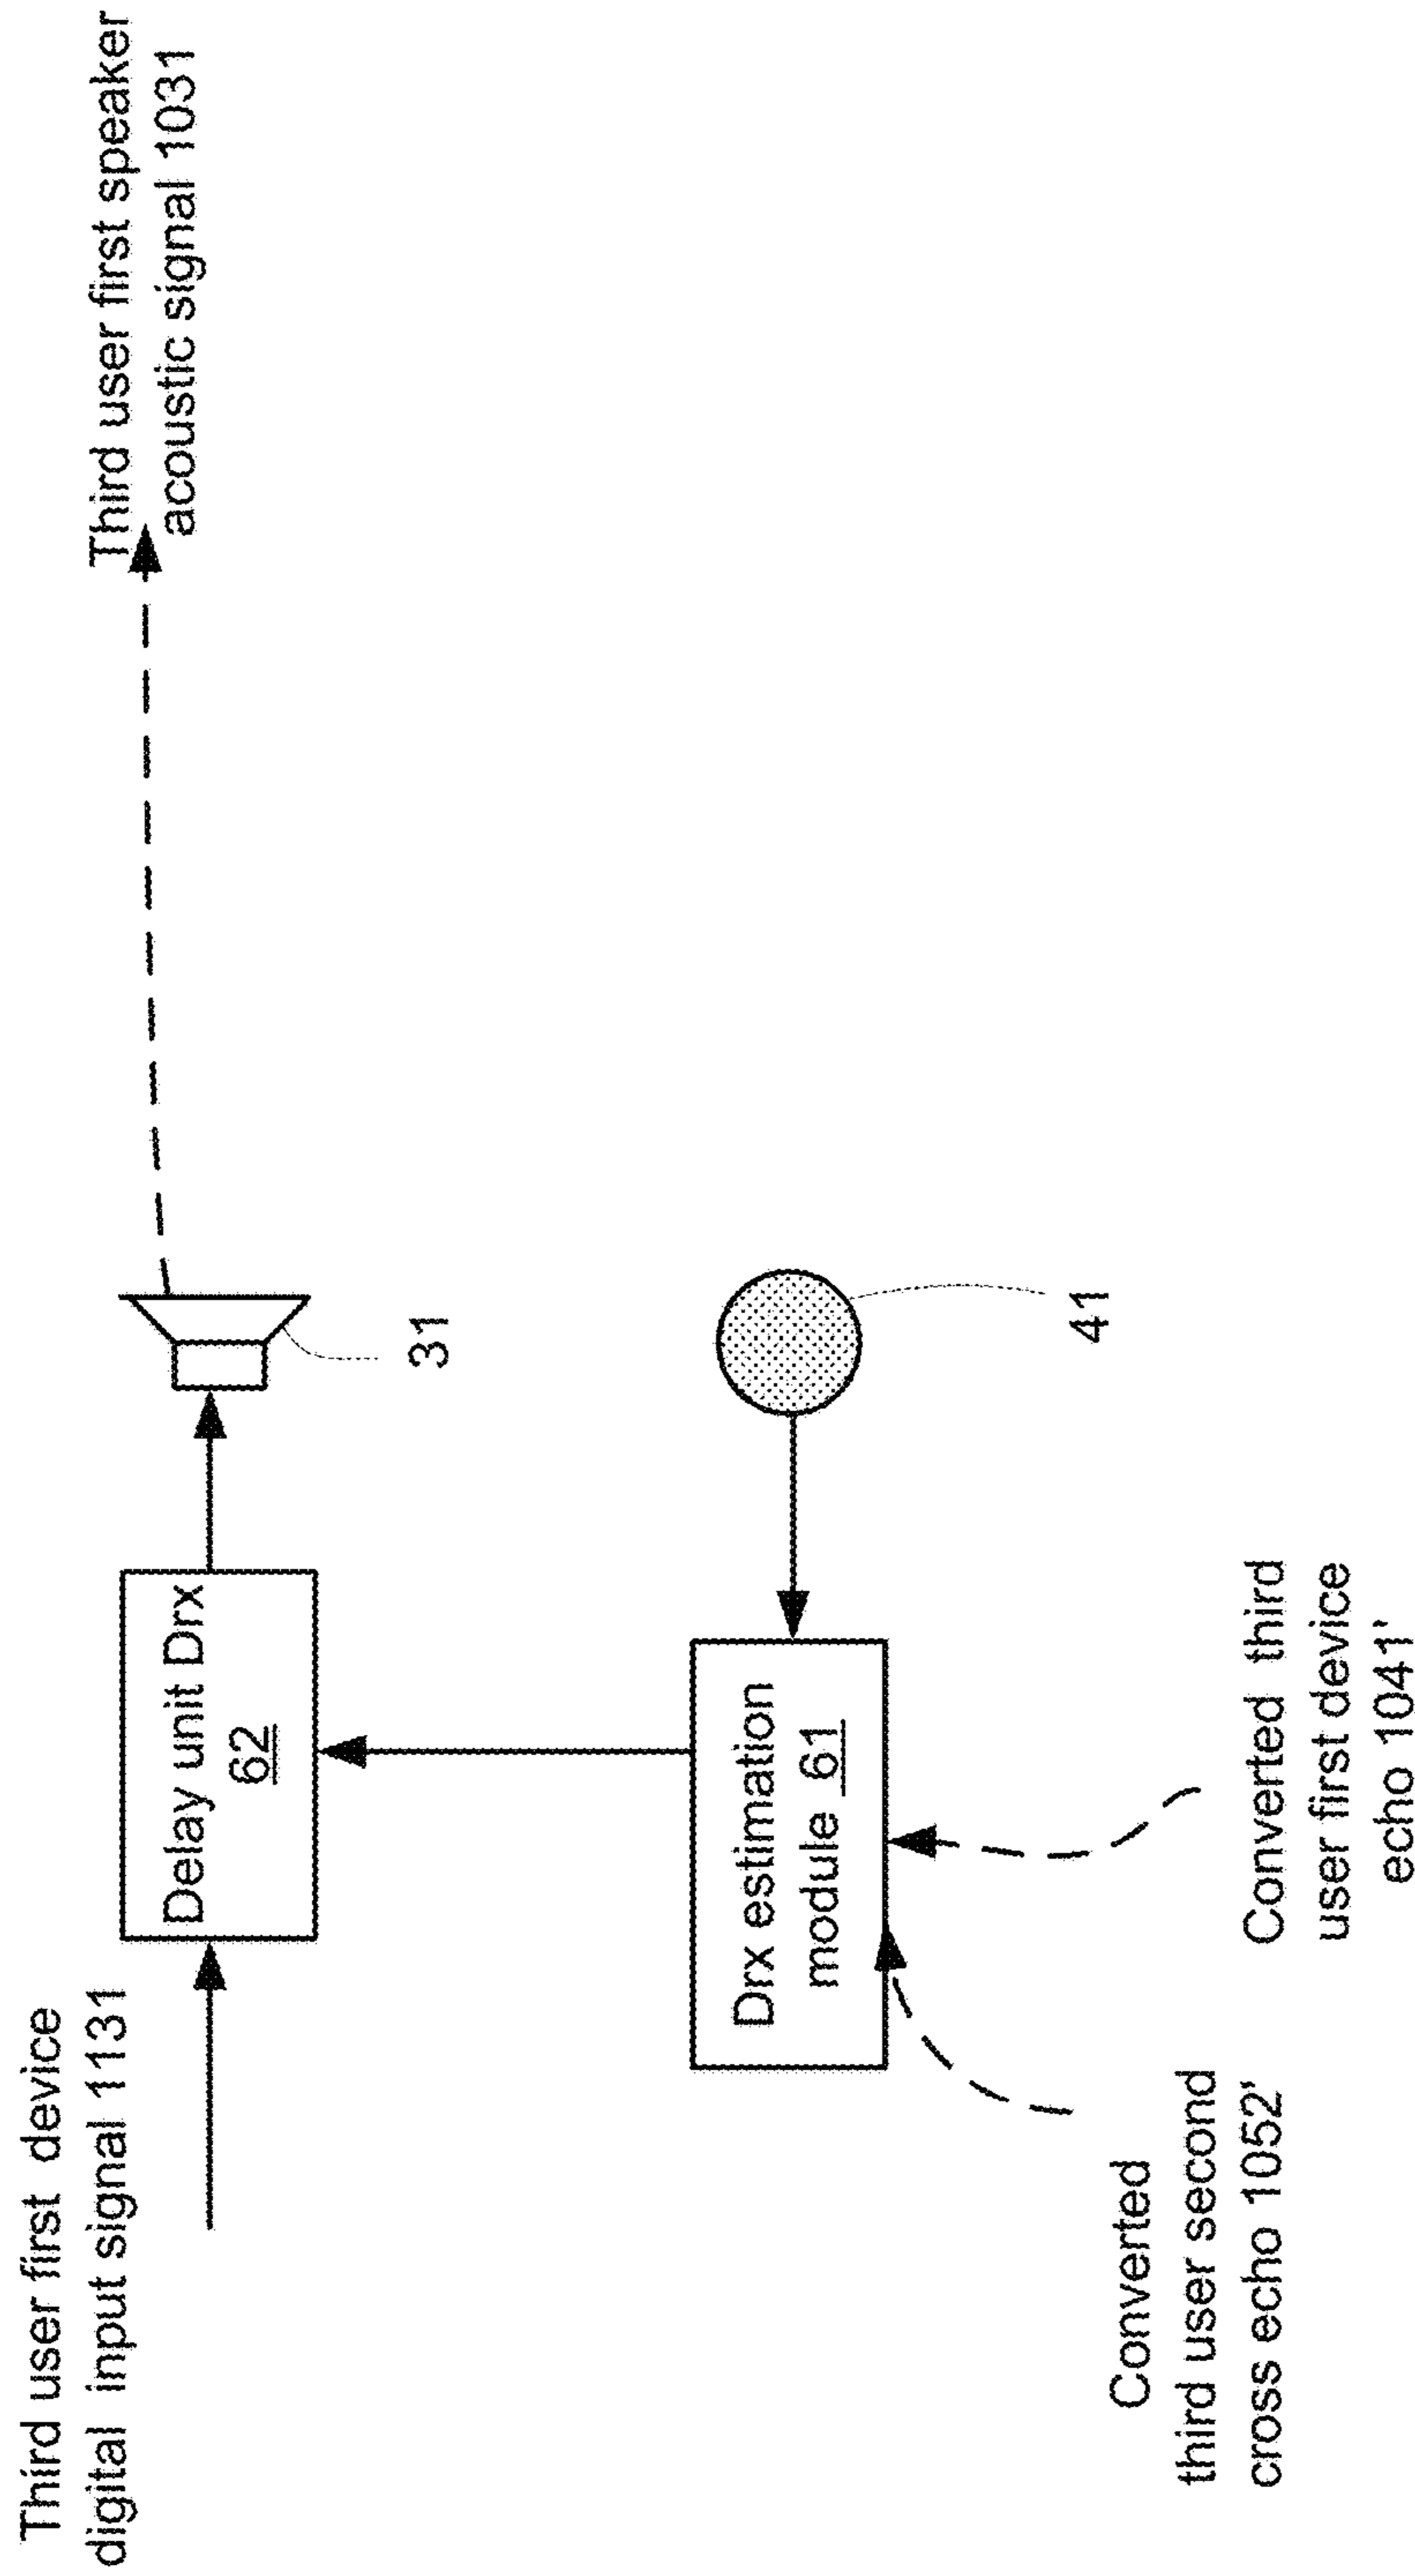 Third user first device
digital input signal 1131
Delay unit Drx
62
31
Third user first speaker
acoustic signal 1031
Drx estimation
module 61
41
Converted
third user second
cross echo 1052'
Converted third
user first device
echo 1041'